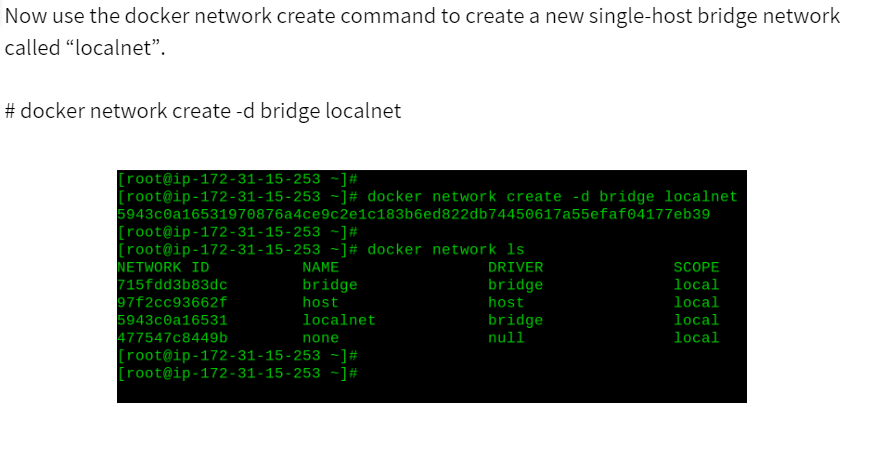 Now use the docker network create command to create a new single-host bridge network
called “localnet”.
# docker network create -d bridge localnet
[root@ip-172-31-15-253 ~]#
[root@ip-172-31-15-253 ~]# docker network create -d bridge localnet
5943c0a16531970876a4ce9c2e1c183b6ed822db74450617a55efaf04177eb39
[root@ip-172-31-15-253 ~]#
[root@ip-172-31-15-253 ~]# docker network ls
NETWORK ID NAME DRIVER SCOPE
715fdd3b83dc bridge bridge local
97f2cc93662f host host local
5943c0a16531 localnet bridge local
477547c8449b none null local
[root@ip-172-31-15-253 ~]#
[root@ip-172-31-15-253 ~]#